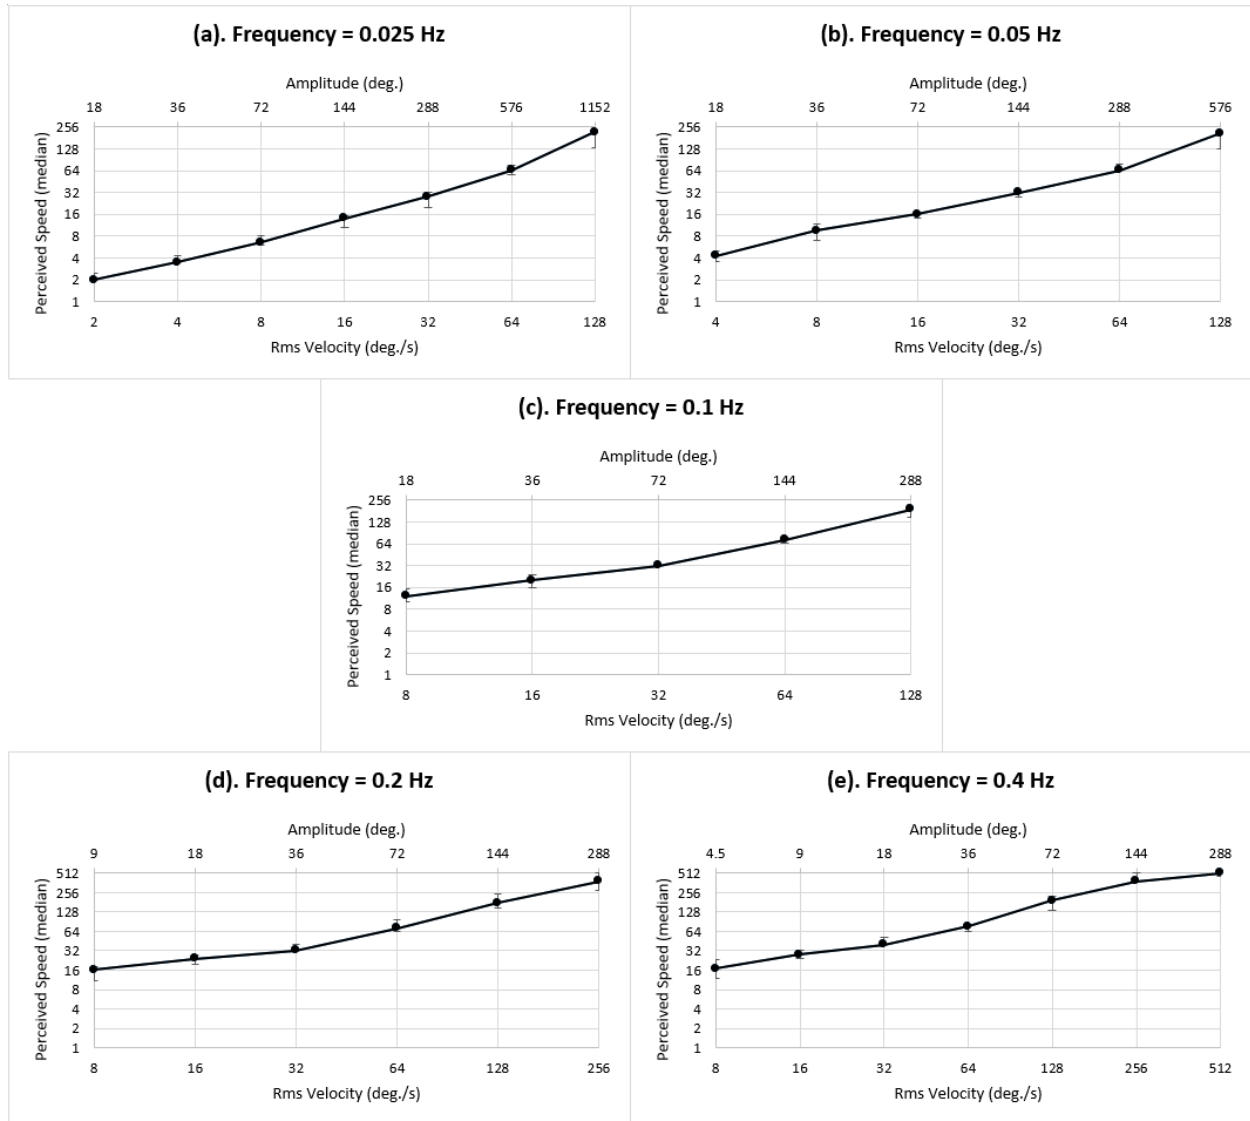 (a). Frequency = 0.025 Hz
Amplitude (deg.)
18 36 72 144 288 576 1152
Perceived Speed (median)
256
128
64
32
16
8
4
2
1
2 4 8 16 32 64 128
Rms Velocity (deg./s)
(b). Frequency = 0.05 Hz
Amplitude (deg.)
18 36 72 144 288 576
Perceived Speed (median)
256
128
64
32
16
8
4
2
1
4 8 16 32 64 128
Rms Velocity (deg./s)
(c). Frequency = 0.1 Hz
Amplitude (deg.)
18 36 72 144 288
Perceived Speed (median)
256
128
64
32
16
8
4
2
1
8 16 32 64 128
Rms Velocity (deg./s)
(d). Frequency = 0.2 Hz
Amplitude (deg.)
9 18 36 72 144 288
Perceived Speed (median)
512
256
128
64
32
16
8
4
2
1
8 16 32 64 128 256
Rms Velocity (deg./s)
(e). Frequency = 0.4 Hz
Amplitude (deg.)
4.5 9 18 36 72 144 288
Perceived Speed (median)
512
256
128
64
32
16
8
4
2
1
8 16 32 64 128 256 512
Rms Velocity (deg./s)